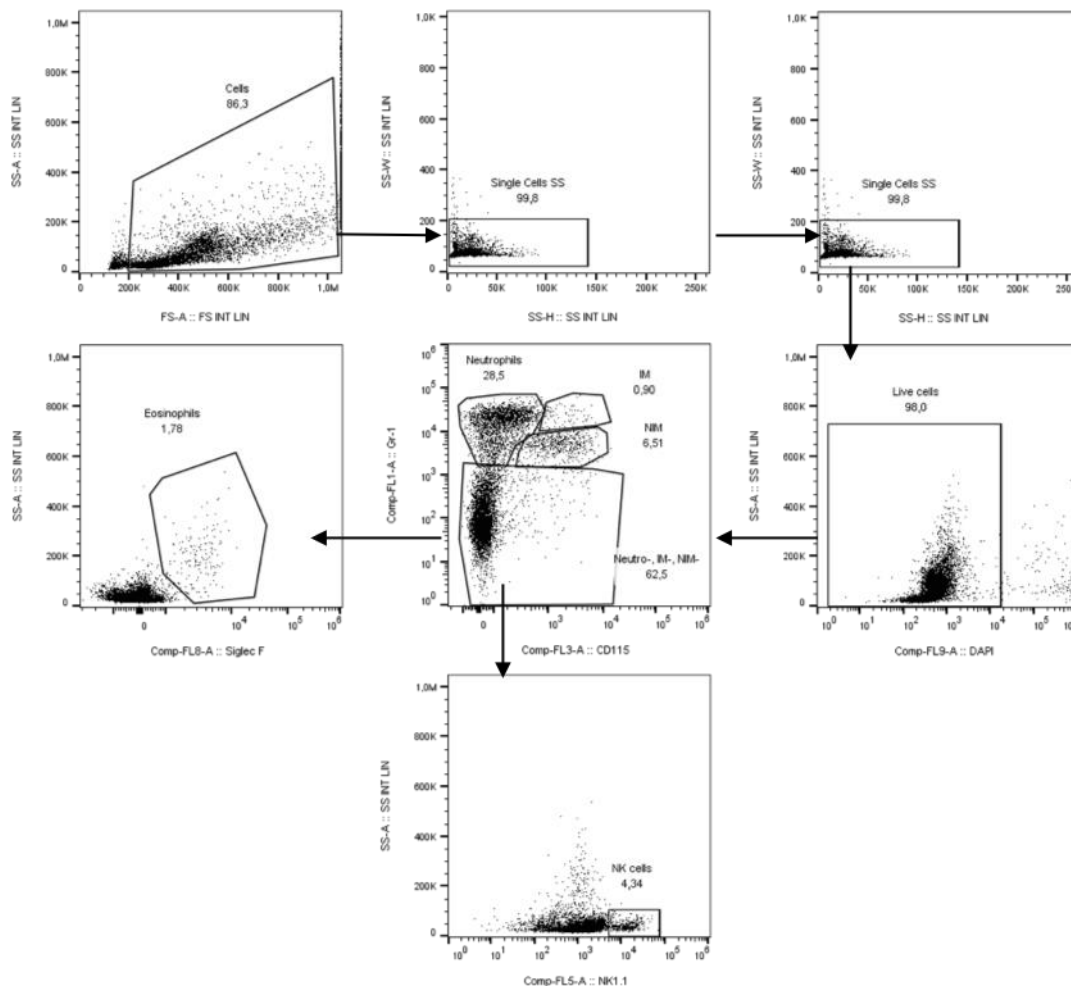 1,0M
800K
600K
400K
200K
0
SS-A :: SS INT LIN
Cells
86,3
0
200K
400K
600K
800K
1,0M
FS-A :: FS INT LIN
1,0K
800
600
400
200
0
SS-W :: SS INT LIN
Single Cells SS
99,8
0
50K
100K
150K
200K
250K
SS-H :: SS INT LIN
1,0K
800
600
400
200
0
SS-W :: SS INT LIN
Single Cells SS
99,8
0
50K
100K
150K
200K
SS-H :: SS INT LIN
1,0M
800K
600K
400K
200K
0
SS-A :: SS INT LIN
Eosinophils
1,78
0
10^4
10^5
10^6
Comp-FL8-A :: Siglec F
10^6
10^5
10^4
10^3
10^2
10^1
10^0
Comp-FL1-A :: Gr-1
Neutrophils
28,5
IM
0,90
NIM
6,51
Neutro-, IM-, NIM-
62,5
0
10^3
10^4
10^5
10^6
Comp-FL3-A :: CD115
1,0M
800K
600K
400K
200K
0
SS-A :: SS INT LIN
Live cells
98,0
10^0
10^1
10^2
10^3
10^4
10^5
Comp-FL9-A :: DAPI
1,0M
800K
600K
400K
200K
0
SS-A :: SS INT LIN
NK cells
4,34
10^0
10^1
10^2
10^3
10^4
10^5
10^6
Comp-FL5-A :: NK1.1